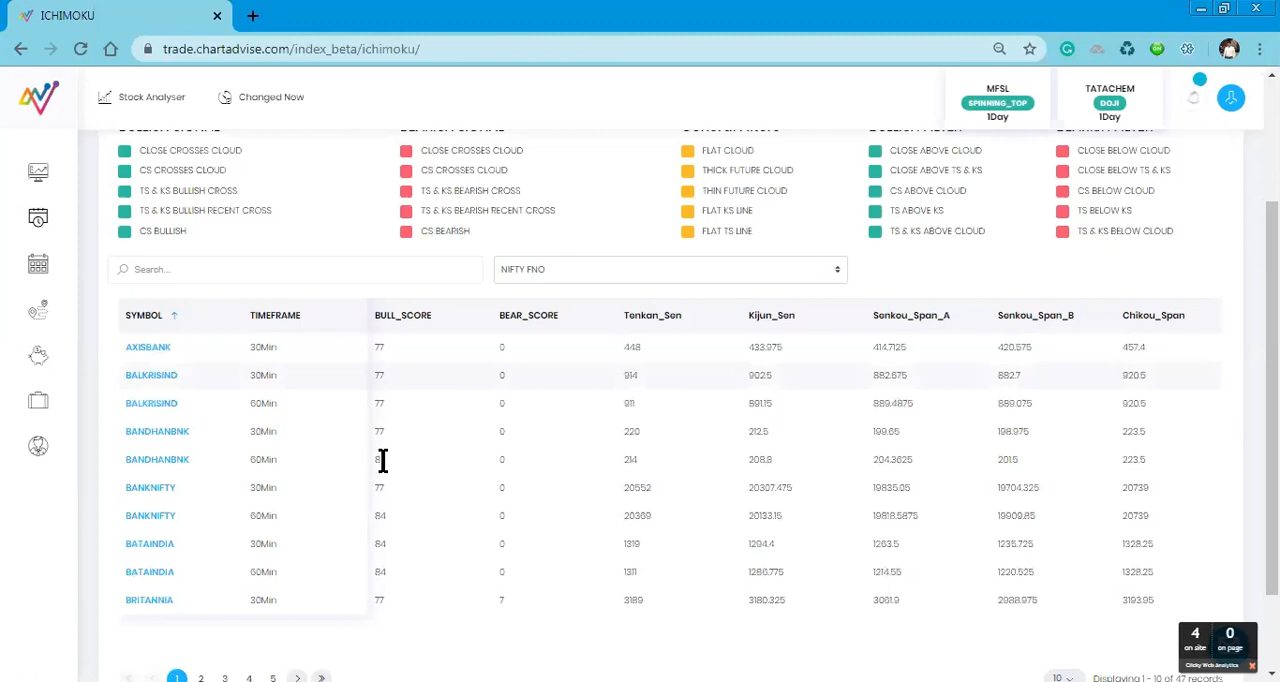 ICHIMOKU
trade.chartadvise.com/index_beta/ichimoku/
Stock Analyser Changed Now
MFSL
SPINNING_TOP
1Day
TATACHEM
DOJI
1Day
CLOSE CROSSES CLOUD CLOSE CROSSES CLOUD FLAT CLOUD CLOSE ABOVE CLOUD CLOSE BELOW CLOUD
CS CROSSES CLOUD CS CROSSES CLOUD THICK FUTURE CLOUD CLOSE ABOVE TS & KS CLOSE BELOW TS & KS
TS & KS BULLISH CROSS TS & KS BEARISH CROSS THIN FUTURE CLOUD CS ABOVE CLOUD CS BELOW CLOUD
TS & KS BULLISH RECENT CROSS TS & KS BEARISH RECENT CROSS FLAT KS LINE TS ABOVE KS TS BELOW KS
CS BULLISH CS BEARISH FLAT TS LINE TS & KS ABOVE CLOUD TS & KS BELOW CLOUD
Search... NIFTY FNO
SYMBOL TIMEFRAME BULL_SCORE BEAR_SCORE Tenkan_Sen Kijun_Sen Senkou_Span_A Senkou_Span_B Chikou_Span
AXISBANK 30Min 77 0 448 433.975 414.7125 420.575 457.4
BALKRISIND 30Min 77 0 914 902.5 882.675 882.7 920.5
BALKRISIND 60Min 77 0 911 891.15 889.4875 889.075 920.5
BANDHANBNK 30Min 77 0 220 212.5 199.65 198.975 223.5
BANDHANBNK 60Min 0 214 208.8 204.3625 201.5 223.5
BANKNIFTY 30Min 77 0 20552 20307.475 19835.05 19704.325 20739
BANKNIFTY 60Min 84 0 20369 20133.15 19818.5875 19909.85 20739
BATAINDIA 30Min 84 0 1319 1294.4 1263.5 1235.725 1328.25
BATAINDIA 60Min 84 0 1311 1286.775 1214.55 1220.525 1328.25
BRITANNIA 30Min 77 7 3189 3180.325 3061.9 2988.975 3193.95
1 2 3 4 5
10 Displaying 1 - 10 of 47 records
4 0
on site on page
Clicky Web Analytics